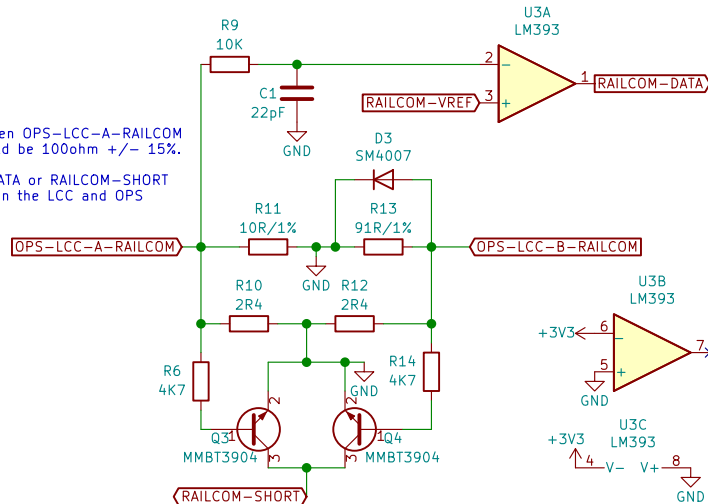 R9
10K
U3A
LM393
2
−
1
RAILCOM-DATA
C1
22pF
RAILCOM-VREF
3
+
GND
en OPS-LCC-A-RAILCOM
d be 100ohm +/- 15%.
D3
SM4007
ATA or RAILCOM-SHORT
n the LCC and OPS
R11
10R/1%
R13
91R/1%
OPS-LCC-A-RAILCOM
OPS-LCC-B-RAILCOM
GND
R10
2R4
R12
2R4
U3B
LM393
+3V3
6
−
7
5
+
GND
R6
4K7
R14
4K7
GND
2
2
Q3
1
1
Q4
MMBT3904
MMBT3904
3
3
U3C
LM393
+3V3
4
V-
V+
8
GND
RAILCOM-SHORT